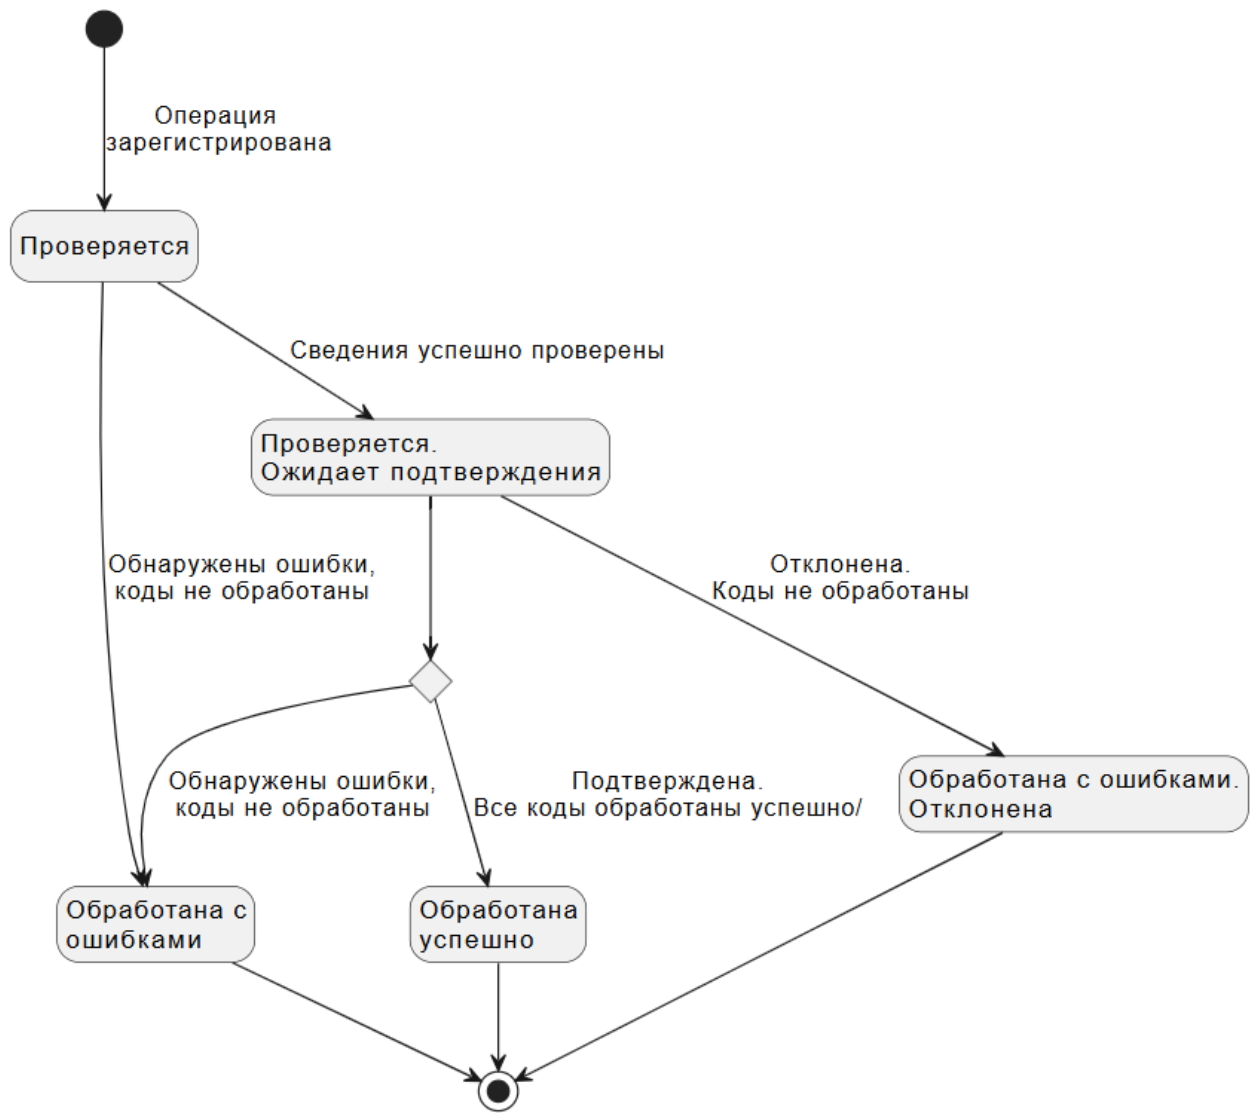 Операция
зарегистрирована
Проверяется
Сведения успешно проверены
Проверяется.
Ожидает подтверждения
Обнаружены ошибки,
коды не обработаны
Отклонена.
Коды не обработаны
Обнаружены ошибки,
коды не обработаны
Подтверждена.
Все коды обработаны успешно/
Обработана с ошибками.
Отклонена
Обработана с
ошибками
Обработана
успешно